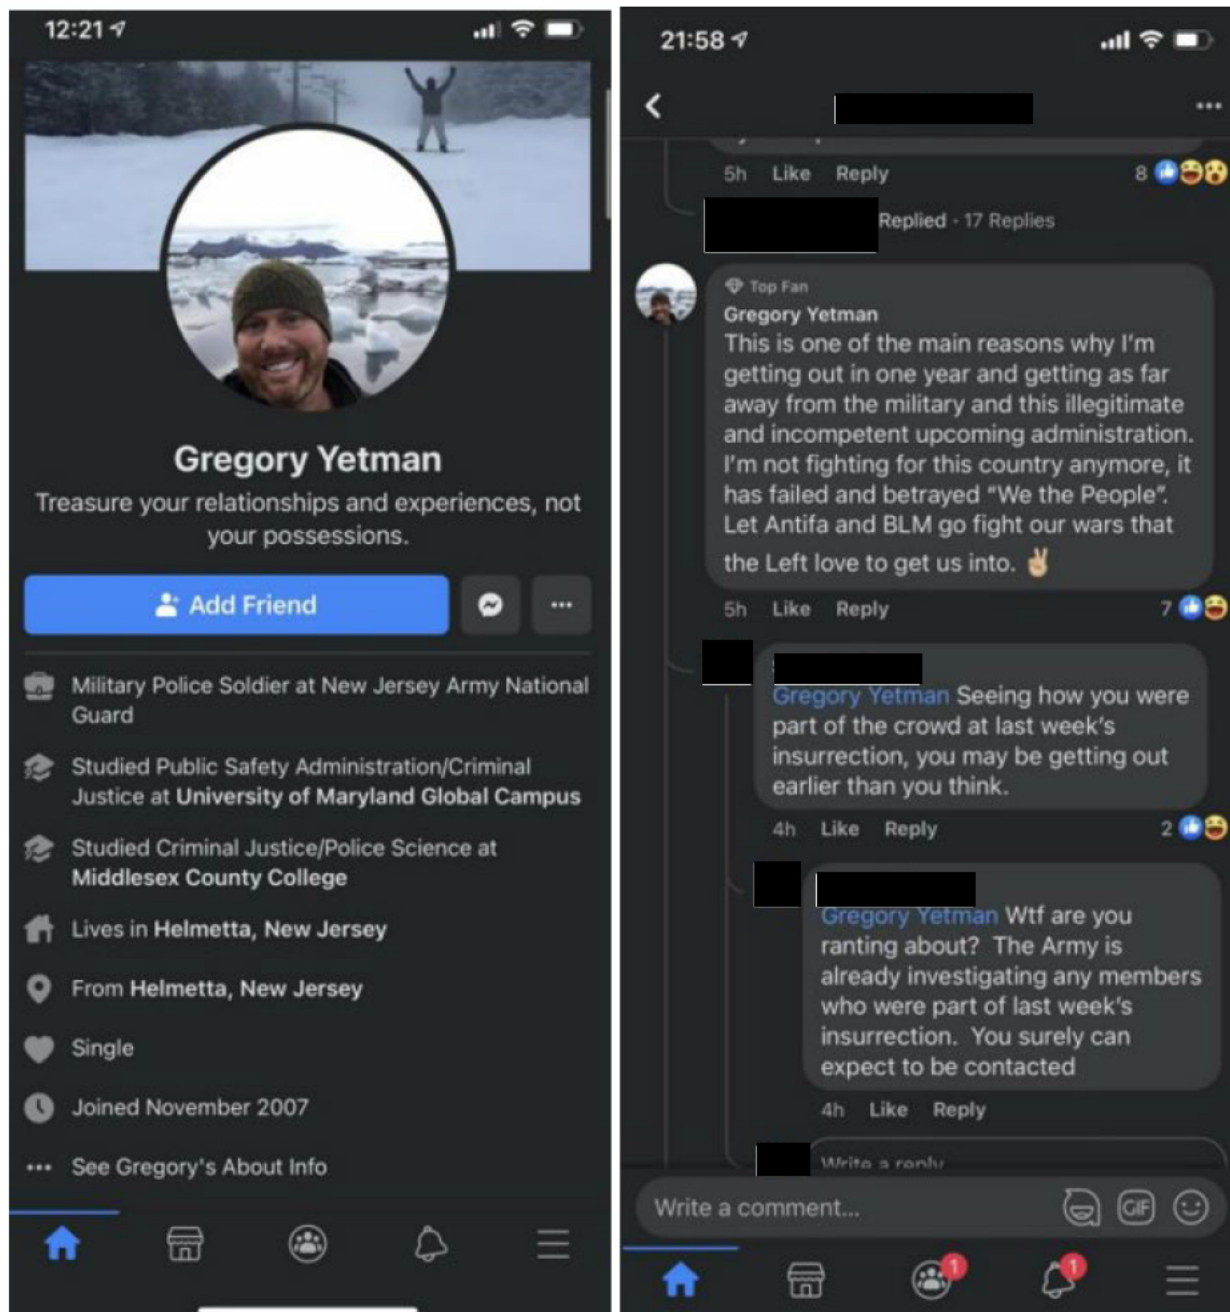 12:21
Gregory Yetman
Treasure your relationships and experiences, not
your possessions.
Add Friend
Military Police Soldier at New Jersey Army National
Guard
Studied Public Safety Administration/Criminal
Justice at University of Maryland Global Campus
Studied Criminal Justice/Police Science at
Middlesex County College
Lives in Helmetta, New Jersey
From Helmetta, New Jersey
Single
Joined November 2007
See Gregory's About Info
21:58
5h Like Reply 8
Replied · 17 Replies
Top Fan
Gregory Yetman
This is one of the main reasons why I'm
getting out in one year and getting as far
away from the military and this illegitimate
and incompetent upcoming administration.
I'm not fighting for this country anymore, it
has failed and betrayed "We the People".
Let Antifa and BLM go fight our wars that
the Left love to get us into. ✌🏼
5h Like Reply 7
Gregory Yetman Seeing how you were
part of the crowd at last week's
insurrection, you may be getting out
earlier than you think.
4h Like Reply 2
Gregory Yetman Wtf are you
ranting about? The Army is
already investigating any members
who were part of last week's
insurrection. You surely can
expect to be contacted
4h Like Reply
Write a reply
Write a comment...
GIF
1
1